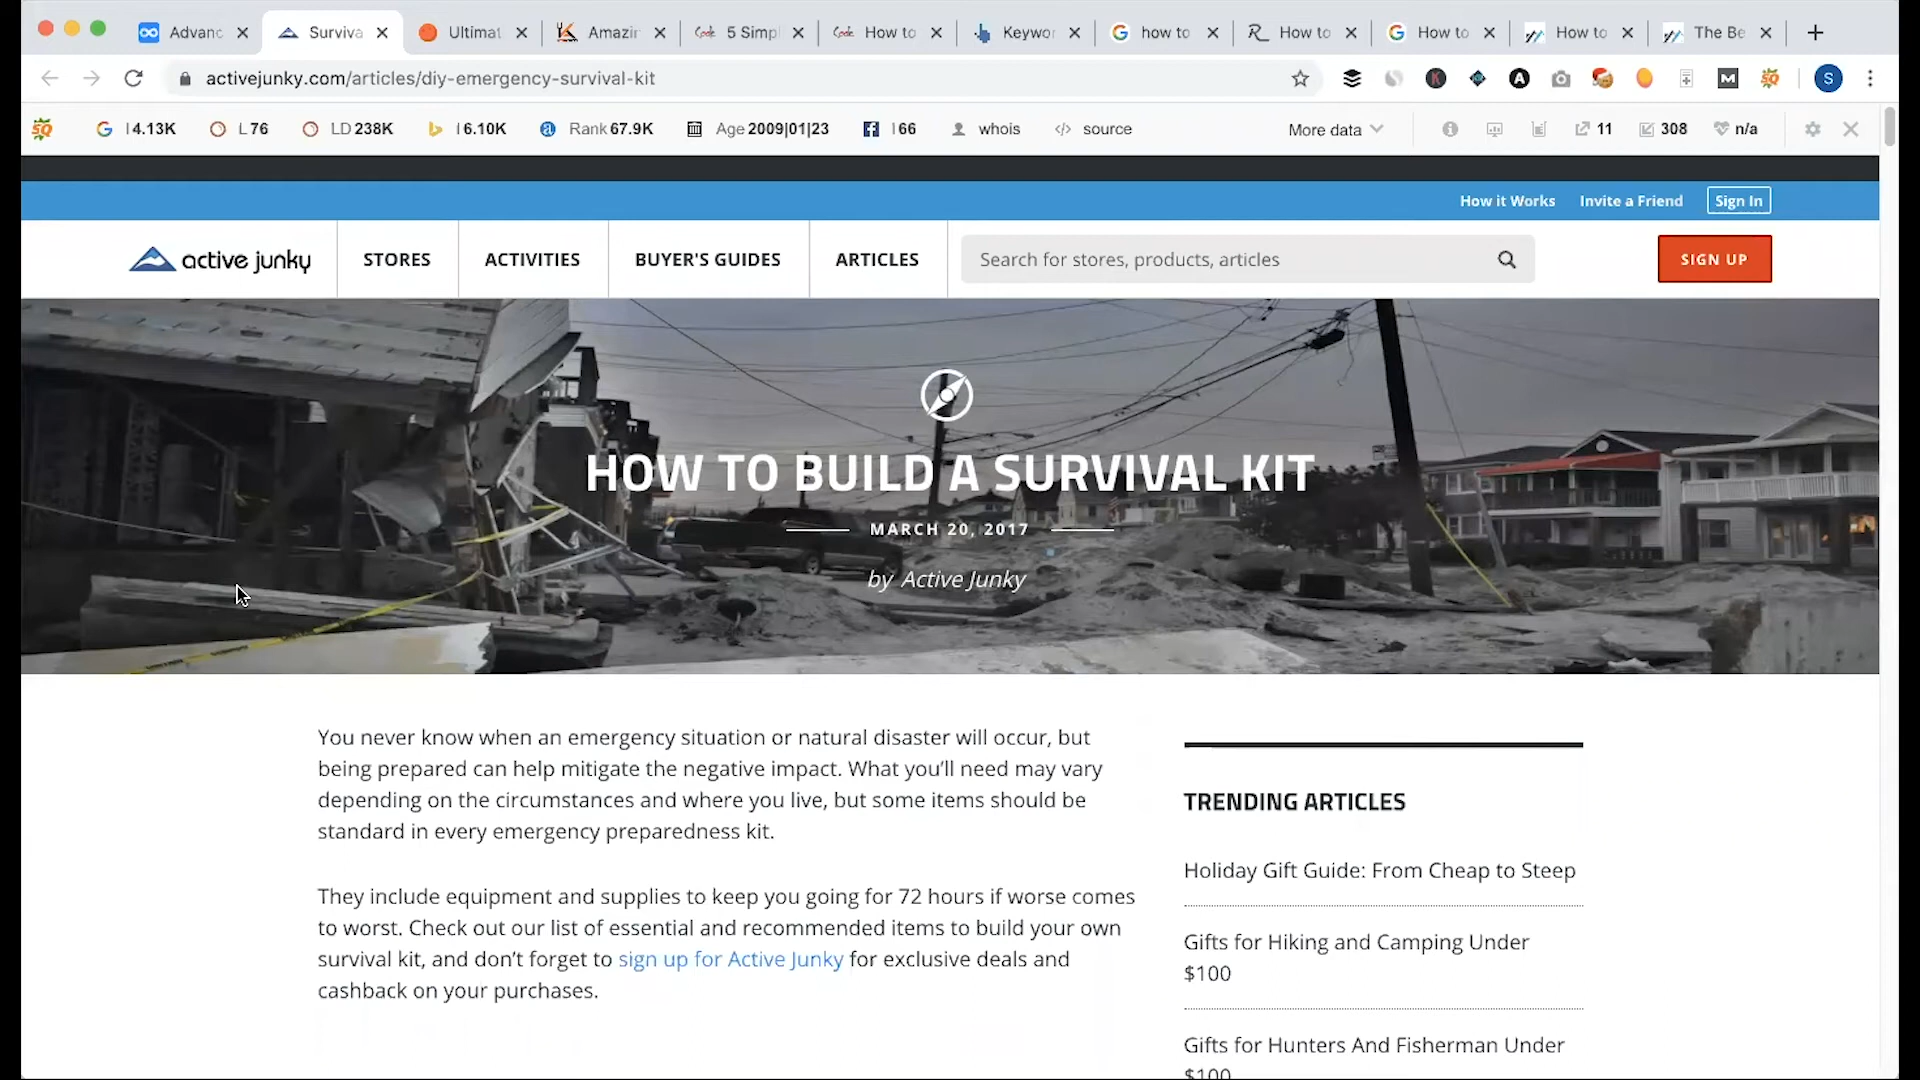 Advanc Surviva Ultimat Amazin 5 Simpl How to Keywor how to How to How to How to The Be
activejunky.com/articles/diy-emergency-survival-kit
K A M SQ S
SQ I 4.13K L 76 LD 238K I 6.10K Rank 67.9K Age 2009|01|23 I 66 whois source More data 11 308 n/a
How it Works Invite a Friend Sign In
active junky STORES ACTIVITIES BUYER'S GUIDES ARTICLES Search for stores, products, articles SIGN UP
HOW TO BUILD A SURVIVAL KIT
MARCH 20, 2017
by Active Junky
You never know when an emergency situation or natural disaster will occur, but
being prepared can help mitigate the negative impact. What you'll need may vary
depending on the circumstances and where you live, but some items should be
standard in every emergency preparedness kit.
They include equipment and supplies to keep you going for 72 hours if worse comes
to worst. Check out our list of essential and recommended items to build your own
survival kit, and don't forget to sign up for Active Junky for exclusive deals and
cashback on your purchases.
TRENDING ARTICLES
Holiday Gift Guide: From Cheap to Steep
Gifts for Hiking and Camping Under
$100
Gifts for Hunters And Fisherman Under
$100